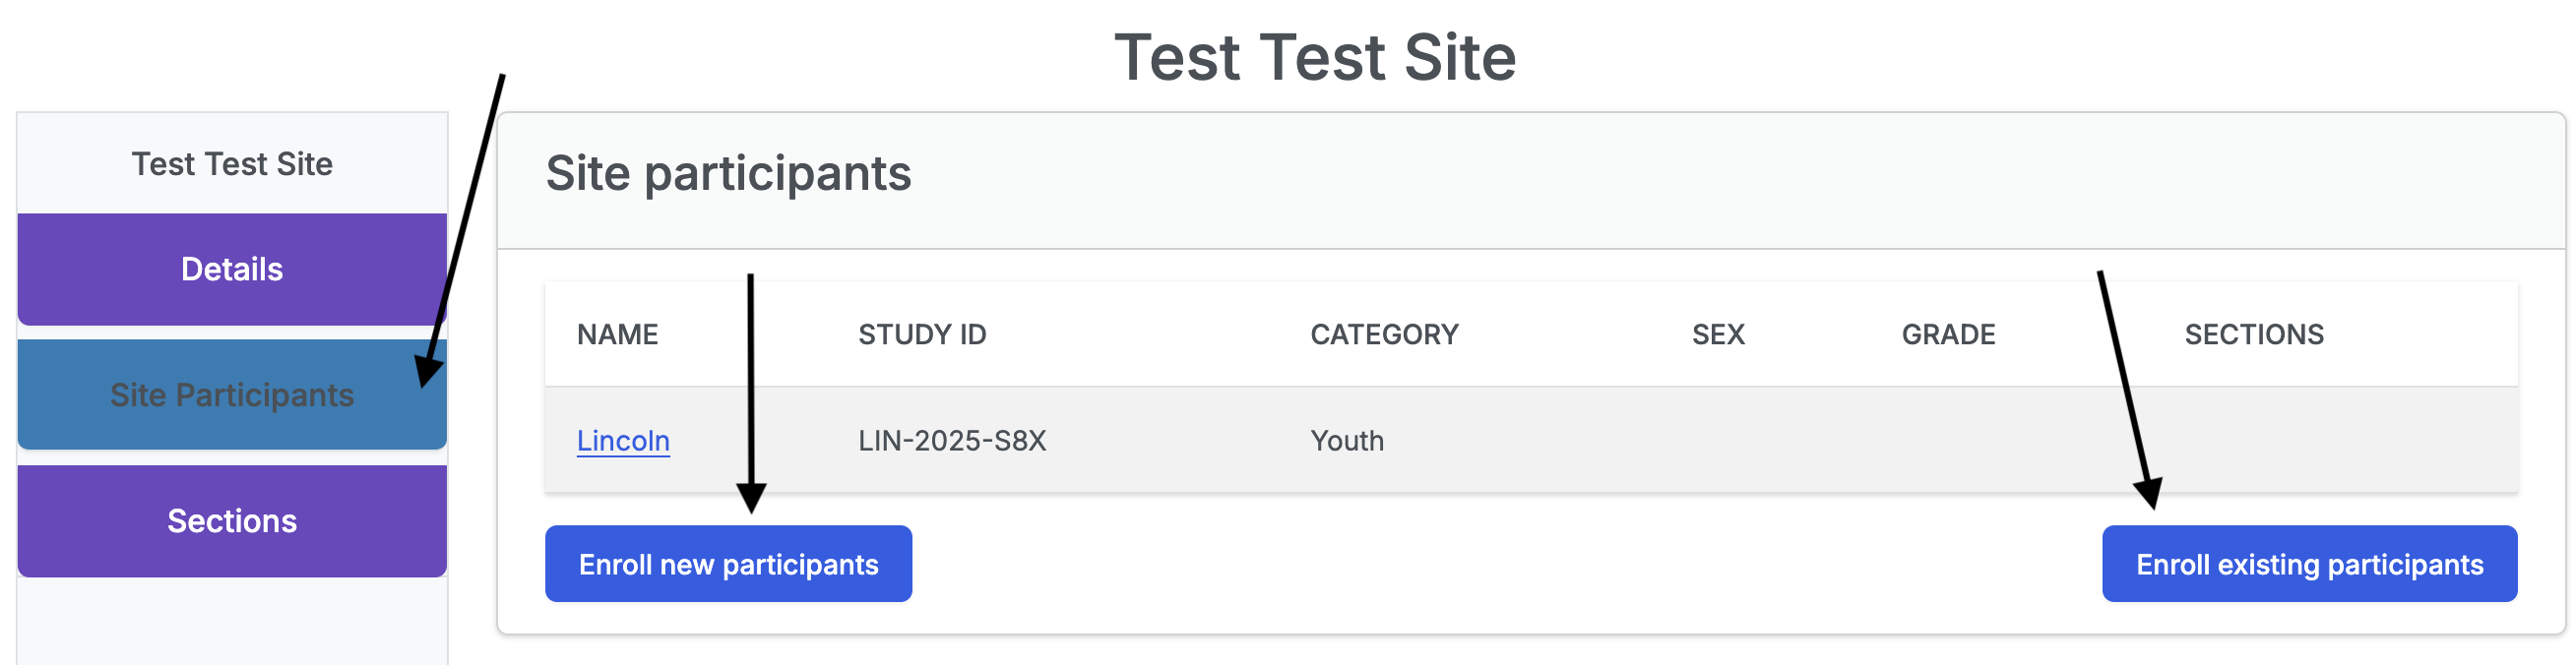 Test Test Site
Test Test Site
Details
Site Participants
Sections
Site participants
NAME STUDY ID CATEGORY SEX GRADE SECTIONS
Lincoln LIN-2025-S8X Youth
Enroll new participants Enroll existing participants